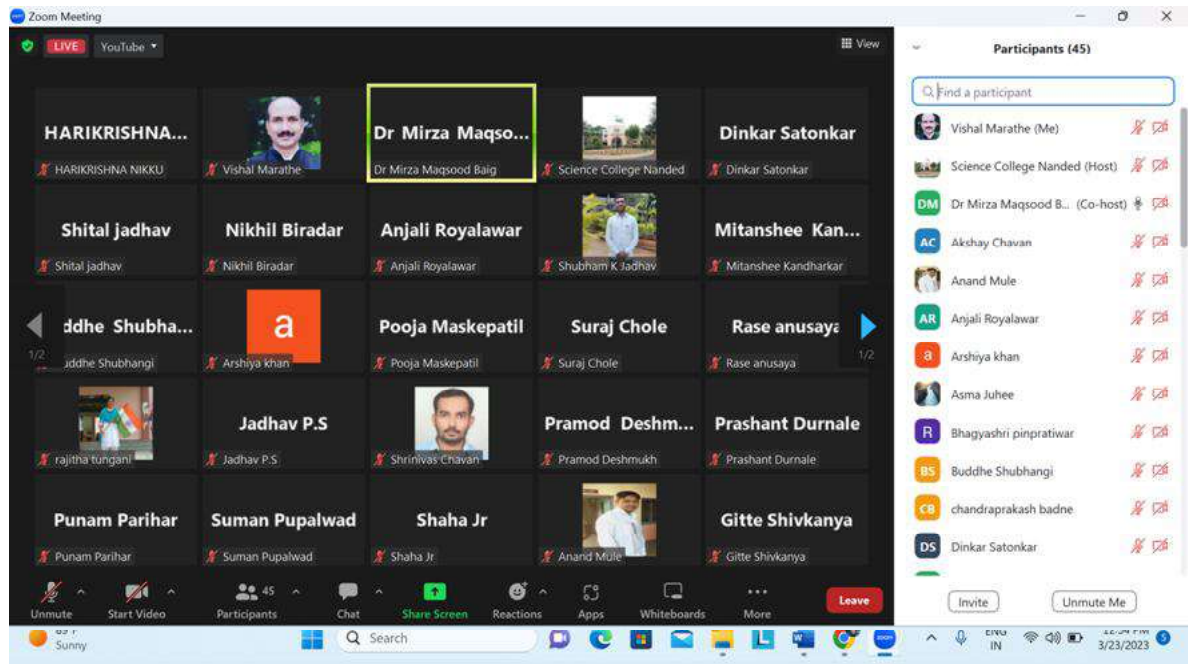 Zoom Meeting
LIVE YouTube
View
HARIKRISHNA...
HARIKRISHNA NIKKU
Vishal Marathe
Dr Mirza Maqso...
Dr Mirza Maqsood Baig
Science College Nanded
Dinkar Satonkar
Dinkar Satonkar
Shital jadhav
Shital jadhav
Nikhil Biradar
Nikhil Biradar
Anjali Royalawar
Anjali Royalawar
Shubham K Jadhav
Mitanshee Kan...
Mitanshee Kandharkar
ddhe Shubha...
uddhe Shubhangi
1/2
a
Arshiya khan
Pooja Maskepatil
Pooja Maskepatil
Suraj Chole
Suraj Chole
Rase anusaya
Rase anusaya
1/2
rajitha tungani
Jadhav P.S
Jadhav P.S
Shrinivas Chavan
Pramod Deshm...
Pramod Deshmukh
Prashant Durnale
Prashant Durnale
Punam Parihar
Punam Parihar
Suman Pupalwad
Suman Pupalwad
Shaha Jr
Shaha Jr
Anand Mule
Gitte Shivkanya
Gitte Shivkanya
Unmute
Start Video
45
Participants
Chat
Share Screen
Reactions
Apps
Whiteboards
More
Leave
Participants (45)
Find a participant
Vishal Marathe (Me)
Science College Nanded (Host)
DM Dr Mirza Maqsood B... (Co-host)
AC Akshay Chavan
Anand Mule
AR Anjali Royalawar
a Arshiya khan
Asma Juhee
R Bhagyashri pinpratiwar
BS Buddhe Shubhangi
CB chandraprakash badne
DS Dinkar Satonkar
Invite
Unmute Me
Sunny
Search
L
zoom
ENG
IN
3/23/2023
5